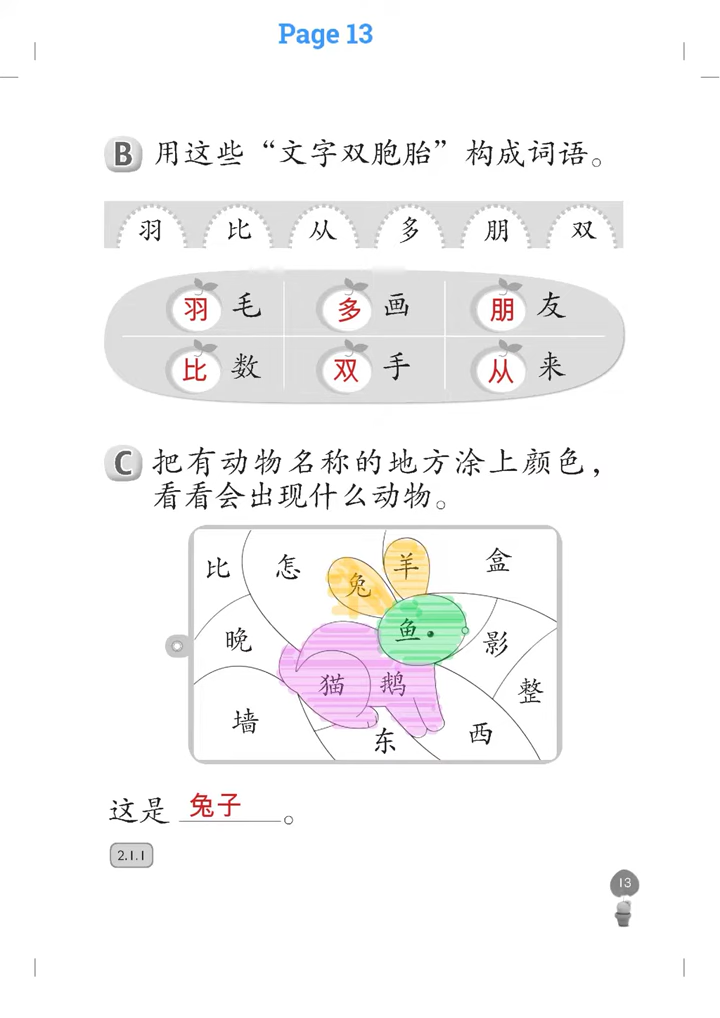 Page 13
B 用这些“文字双胞胎”构成词语。
羽 比 从 多 朋 双
羽 毛 多 画 朋 友
比 数 双 手 从 来
C 把有动物名称的地方涂上颜色，
看看会出现什么动物。
比 怎 兔 羊 盒
晚 鱼 影
猫 鹅 整
墙 东 西
这是 兔子 。
2.1.1
13